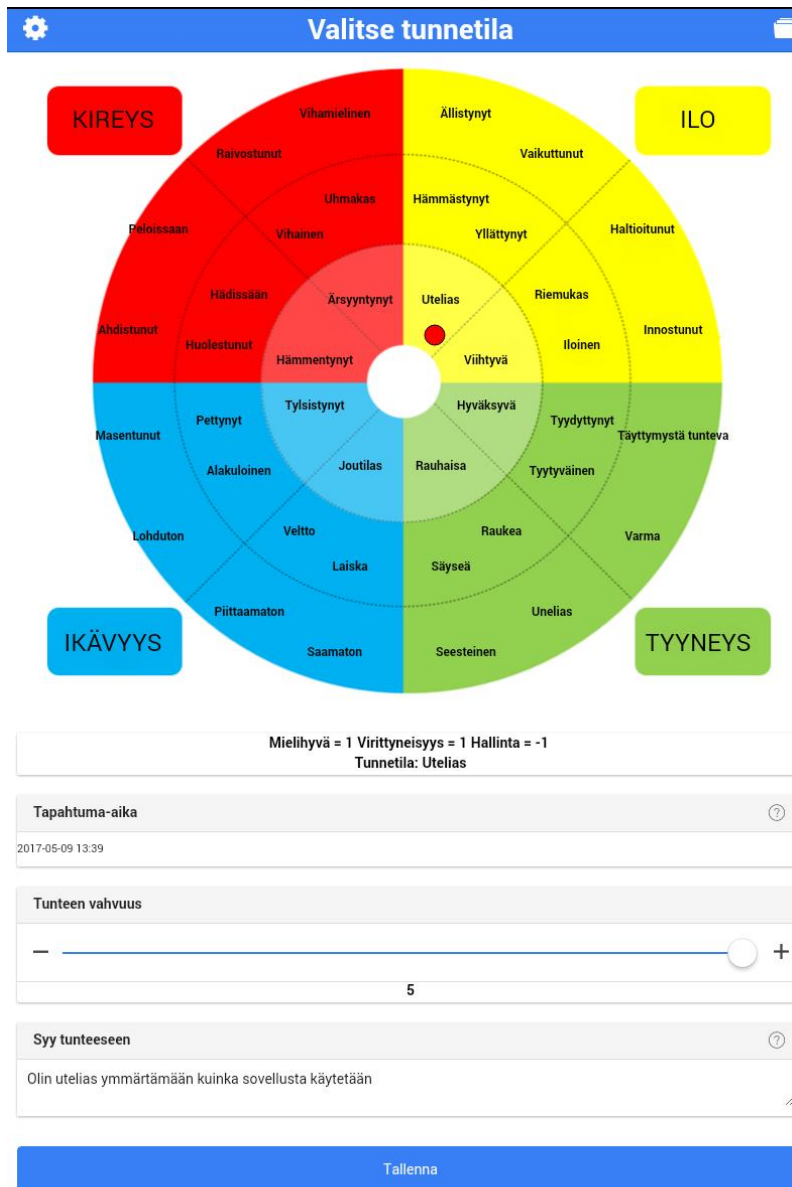 Valitse tunnetila
KIREYS
ILO
Vihamielinen
Ällistynyt
Raivostunut
Vaikuttunut
Uhmakas
Hämmästynyt
Peloissaan
Vihainen
Yllättynyt
Haltioitunut
Hädissään
Ärsyyntynyt
Utelias
Riemukas
Ahdistunut
Huolestunut
Hämmentynyt
Viihtyvä
Iloinen
Innostunut
Masentunut
Pettynyt
Tylsistynyt
Hyväksyvä
Tyydyttynyt
Täyttymystä tunteva
Alakuloinen
Joutilas
Rauhaisa
Tyytyväinen
Lohduton
Veltto
Raukea
Varma
Laiska
Säyseä
Piittaamaton
Unelias
Saamaton
Seesteinen
IKÄVYYS
TYYNEYS
Mielihyvä = 1 Virittyneisyys = 1 Hallinta = -1
Tunnetila: Utelias
Tapahtuma-aika
2017-05-09 13:39
Tunteen vahvuus
5
Syy tunteeseen
Olin utelias ymmärtämään kuinka sovellusta käytetään
Tallenna